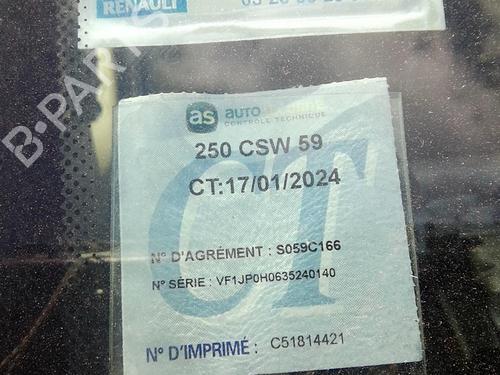 RENAULT
as AUTO
CONTRÔLE TECHNIQUE
250 CSW 59
CT:17/01/2024
CT
N° D'AGRÉMENT : S059C166
N° SÉRIE : VF1JP0H0635240140
N° D'IMPRIMÉ : C51814421
B-PARTS